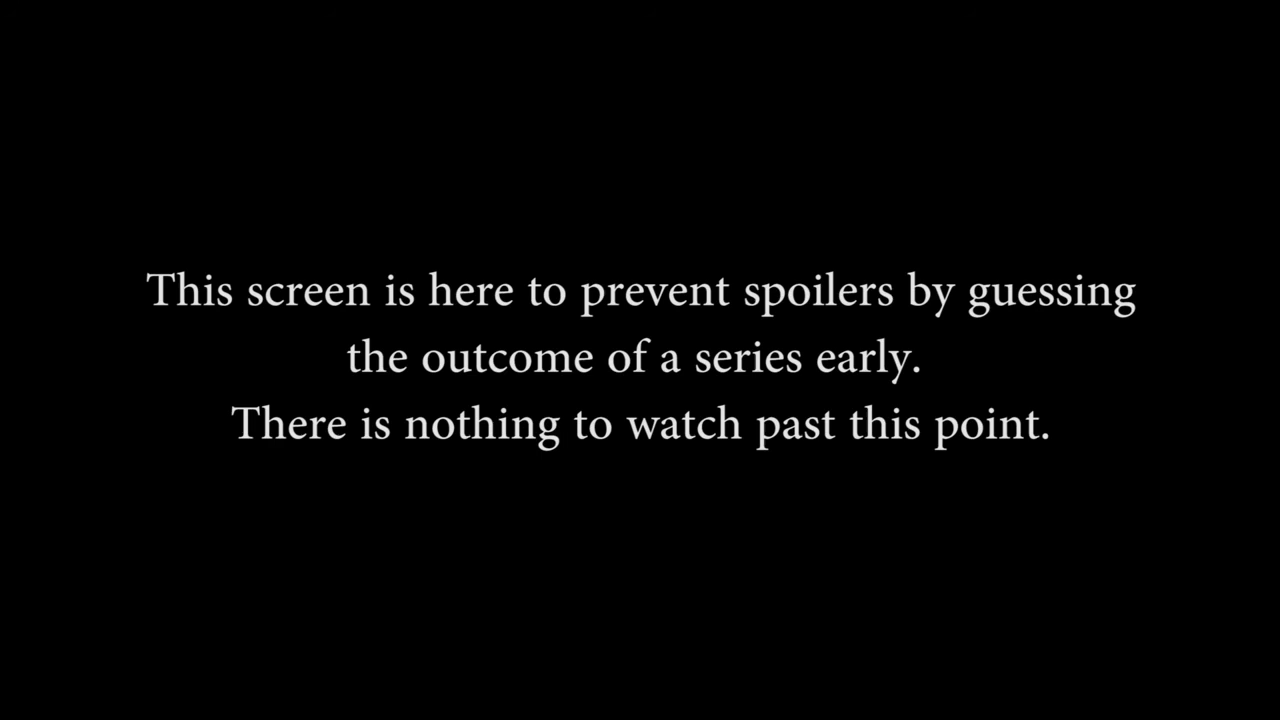 This screen is here to prevent spoilers by guessing
the outcome of a series early.
There is nothing to watch past this point.